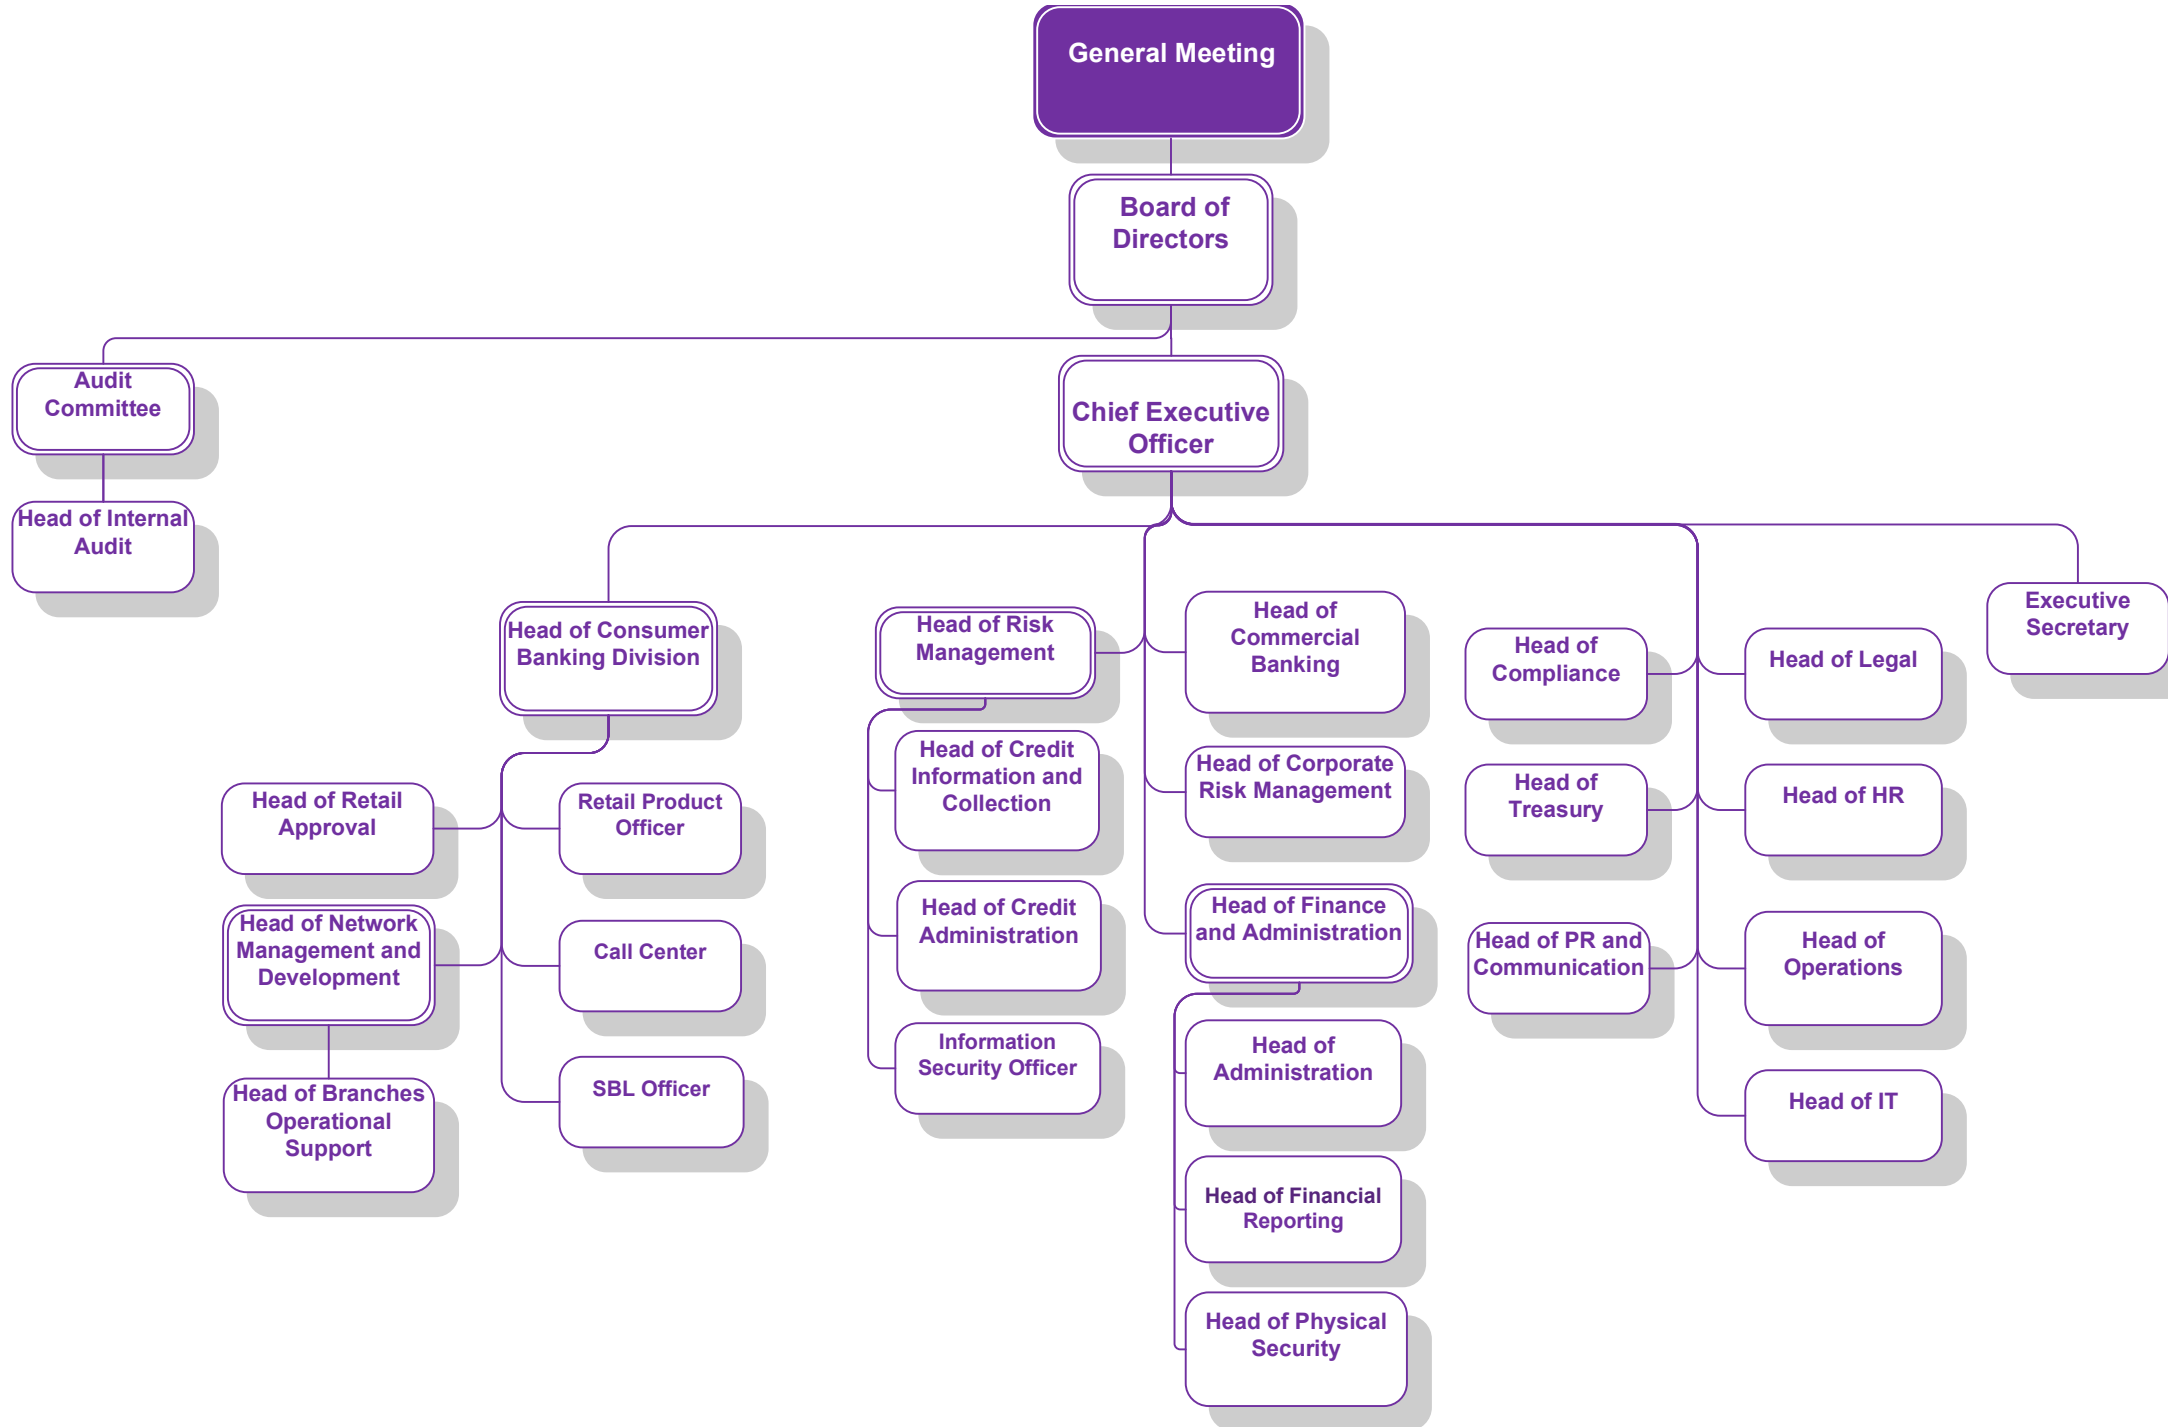 General Meeting
Board of
Directors
Audit
Committee
Chief Executive
Officer
Head of Internal
Audit
Head of Consumer
Banking Division
Head of Risk
Management
Head of
Commercial
Banking
Head of
Compliance
Head of Legal
Executive
Secretary
Head of Retail
Approval
Retail Product
Officer
Head of Credit
Information and
Collection
Head of Corporate
Risk Management
Head of
Treasury
Head of HR
Head of Network
Management and
Development
Call Center
Head of Credit
Administration
Head of Finance
and Administration
Head of PR and
Communication
Head of
Operations
Head of Branches
Operational
Support
SBL Officer
Information
Security Officer
Head of
Administration
Head of IT
Head of Financial
Reporting
Head of Physical
Security